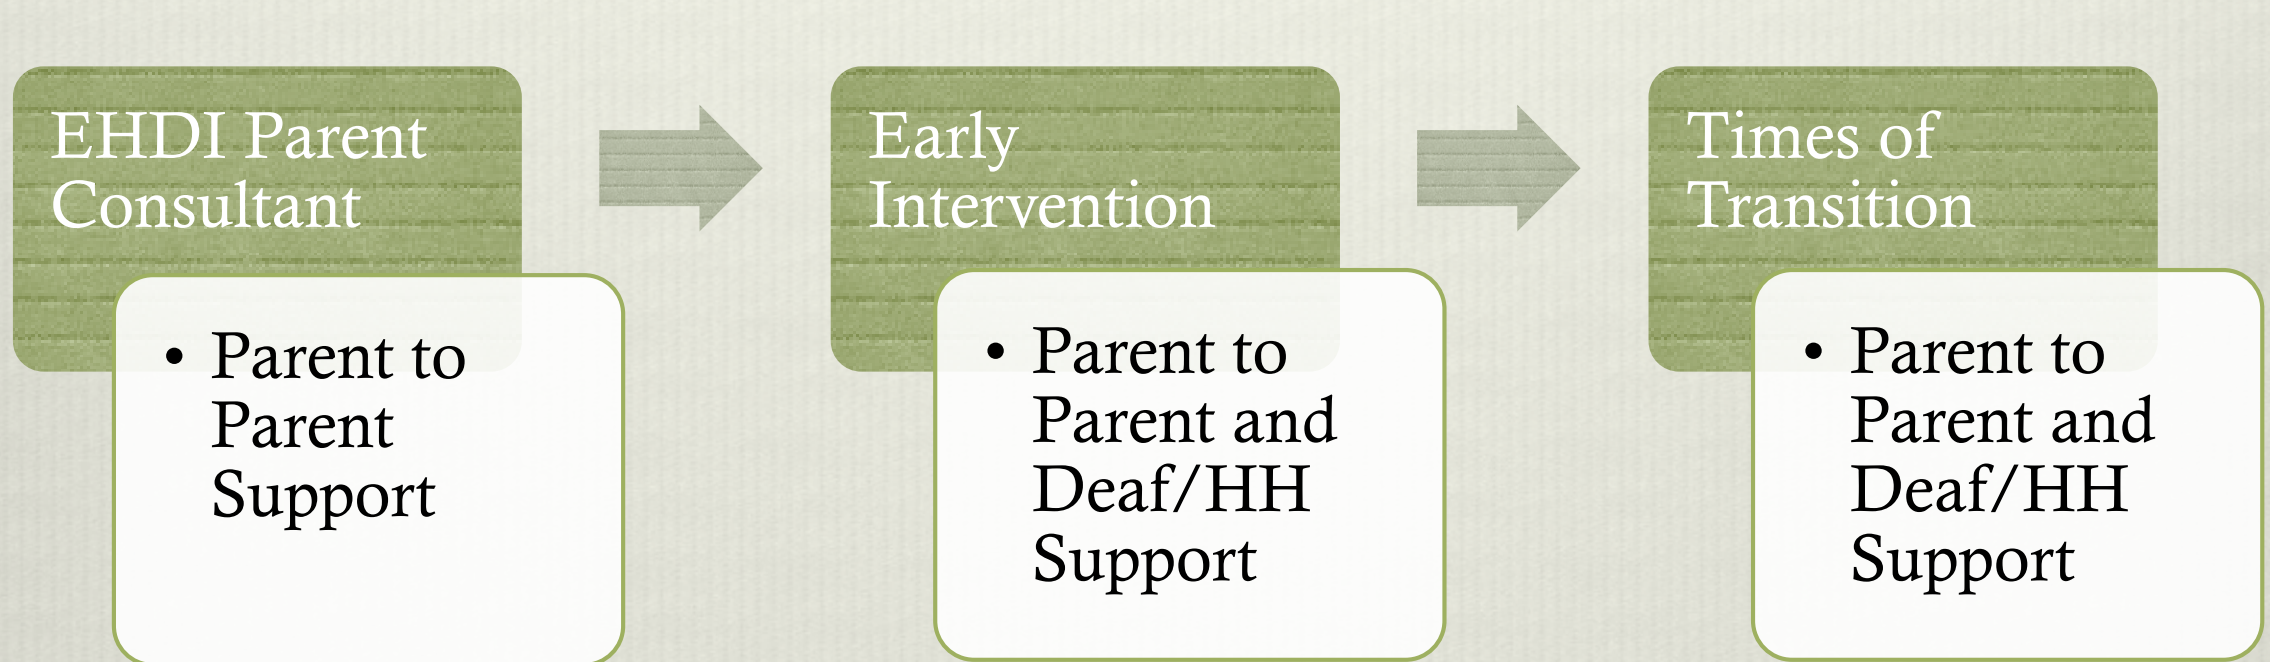 EHDI Parent
Consultant
• Parent to
Parent
Support
Early
Intervention
• Parent to
Parent and
Deaf/HH
Support
Times of
Transition
• Parent to
Parent and
Deaf/HH
Support